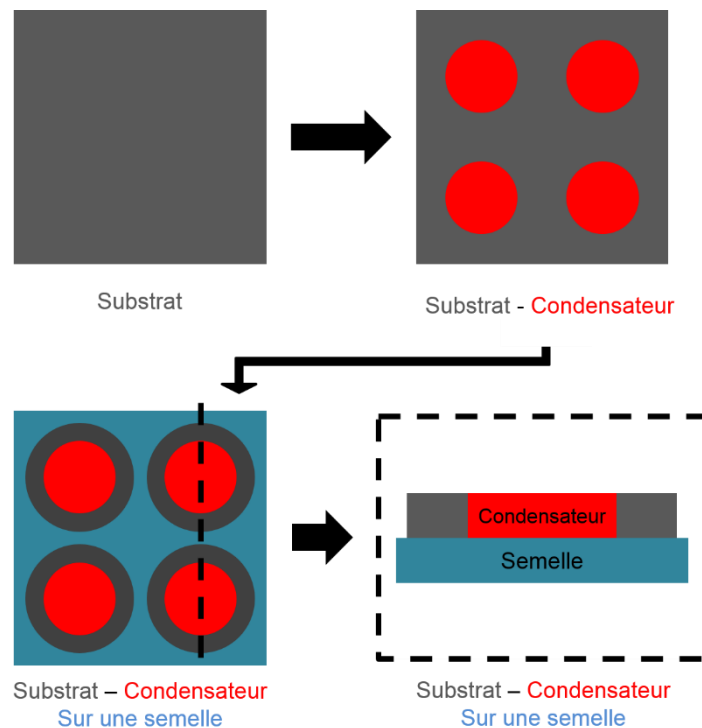 Substrat
Substrat - Condensateur
Condensateur
Semelle
Substrat – Condensateur
Sur une semelle
Substrat – Condensateur
Sur une semelle